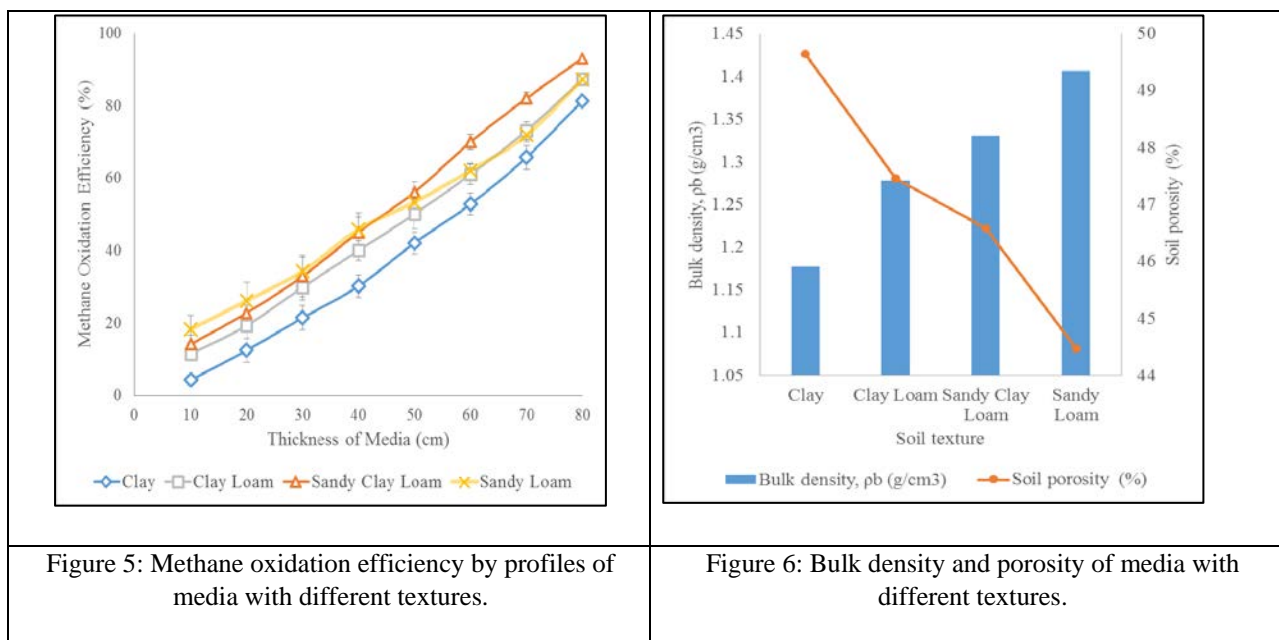 100
80
60
40
20
0
Methane Oxidation Efficiency (%)
0 10 20 30 40 50 60 70 80
Thickness of Media (cm)
Clay Clay Loam Sandy Clay Loam Sandy Loam
1.45
1.4
1.35
1.3
1.25
1.2
1.15
1.1
1.05
Bulk density, ρb (g/cm3)
50
49
48
47
46
45
44
Soil porosity (%)
Clay Clay Loam Sandy Clay Sandy
Loam Loam
Soil texture
Bulk density, ρb (g/cm3) Soil porosity (%)
Figure 5: Methane oxidation efficiency by profiles of
media with different textures.
Figure 6: Bulk density and porosity of media with
different textures.